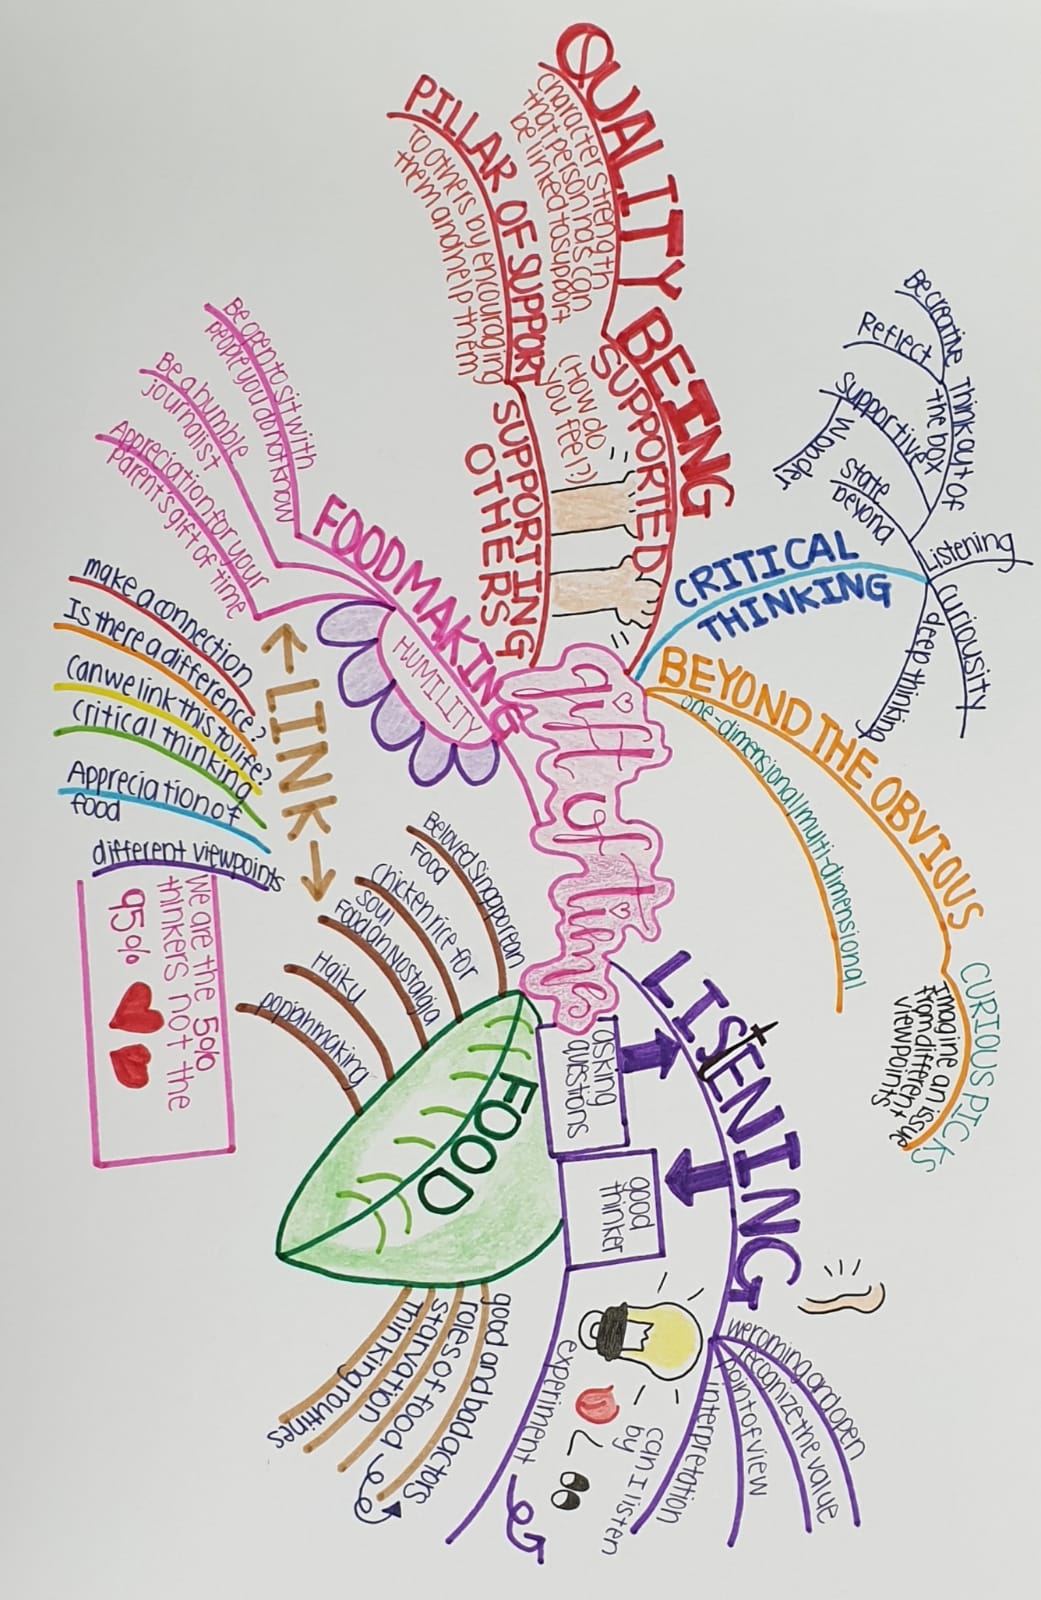 gift of time
CRITICAL
THINKING
Listening
curiousity
deep thinking
Think out of
the box
Be creative
Reflect
Supportive
Wonder
State
beyond
BEYOND THE OBVIOUS
CURIOUS PICKS
Imagine an issue
from different
viewpoints
one-dimensional/multi-dimensional
LISENING
t
welcoming and open
recognize the value
point of view
interpretation
asking
questions
good
thinker
can I listen
by
experiment
FOOD
Beloved Singaporean
Food
Chicken rice-for
soul
Food on Nostalgia
Haiku
popiah making
good and bad actors
roles of food
starvation
Thinking routines
LINK
make a connection
Is there a difference?
Can we link this to life?
Critical thinking
Appreciation of
food
different viewpoints
we are the 5%
thinkers not the
95%
FOODMAKING
HUMILITY
Be open to sit with
people you do not know
Be a humble
journalist
Appreciation for your
parent's gift of time
QUALITY BEING
SUPPORTED
(How do
you feel?)
character strength
that person has can
be linked to support
SUPPORTING
OTHERS
PILLAR OF SUPPORT
To others by encouraging
them and help them